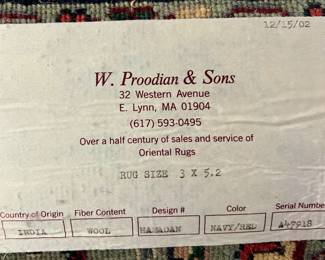 12/15/02
W. Proodian & Sons
32 Western Avenue
E. Lynn, MA 01904
(617) 593-0495
Over a half century of sales and service of
Oriental Rugs
RUG SIZE 3 X 5.2
Country of Origin Fiber Content Design # Color Serial Number
INDIA WOOL HAMADAN NAVY/RED A47918